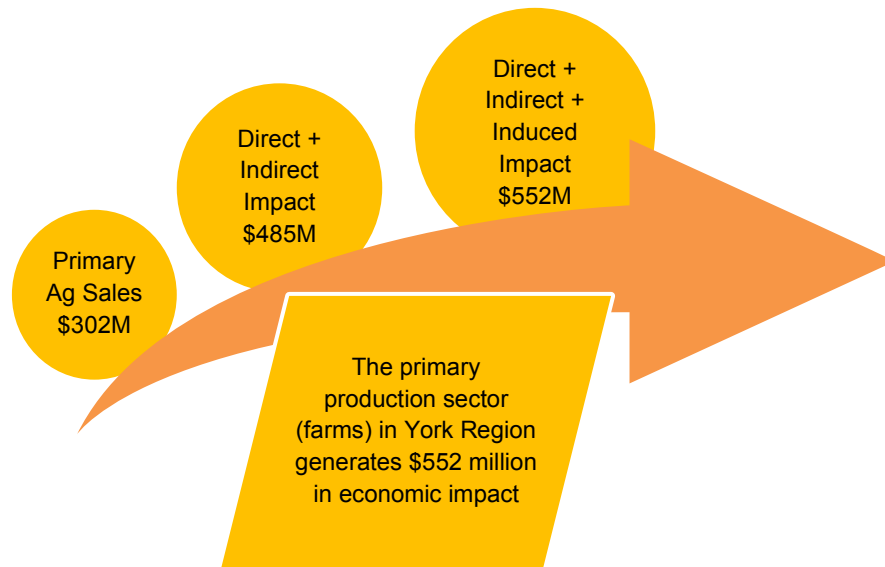 Primary
Ag Sales
$302M
Direct +
Indirect
Impact
$485M
Direct +
Indirect +
Induced
Impact
$552M
The primary
production sector
(farms) in York Region
generates $552 million
in economic impact